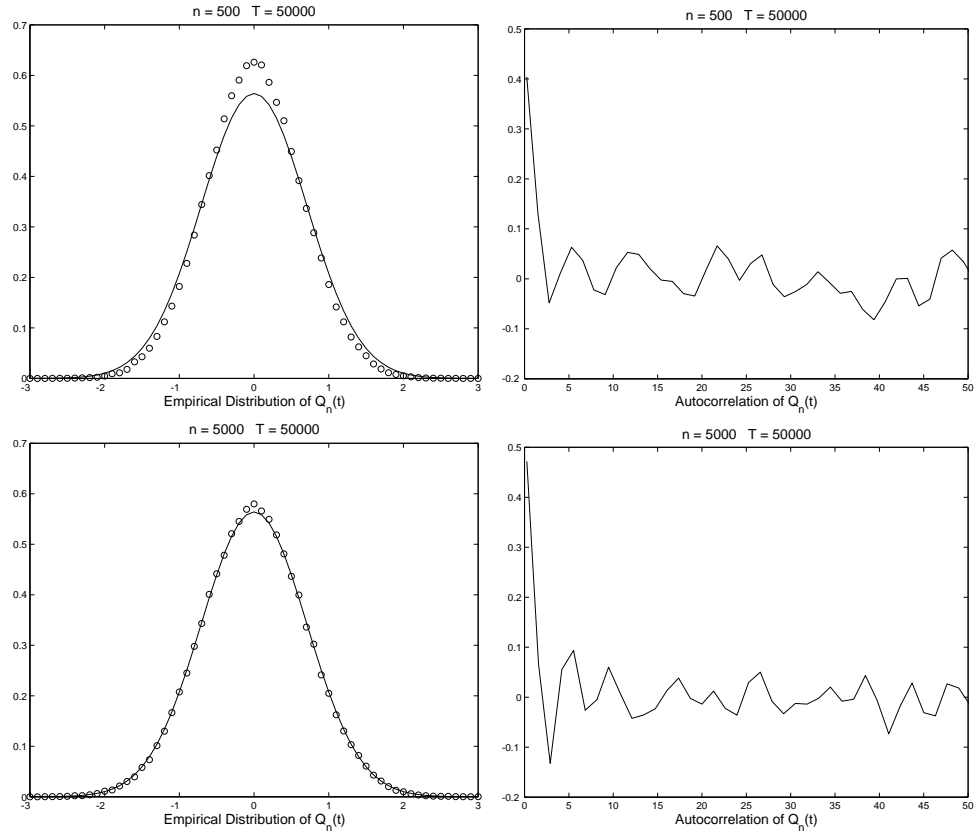 n = 500 T = 50000
0.7
0.6
0.5
0.4
0.3
0.2
0.1
0
-3 -2 -1 0 1 2 3
Empirical Distribution of Q_n(t)
n = 500 T = 50000
0.5
0.4
0.3
0.2
0.1
0
-0.1
-0.2
0 5 10 15 20 25 30 35 40 45 50
Autocorrelation of Q_n(t)
n = 5000 T = 50000
0.7
0.6
0.5
0.4
0.3
0.2
0.1
0
-3 -2 -1 0 1 2 3
Empirical Distribution of Q_n(t)
n = 5000 T = 50000
0.5
0.4
0.3
0.2
0.1
0
-0.1
-0.2
0 5 10 15 20 25 30 35 40 45 50
Autocorrelation of Q_n(t)